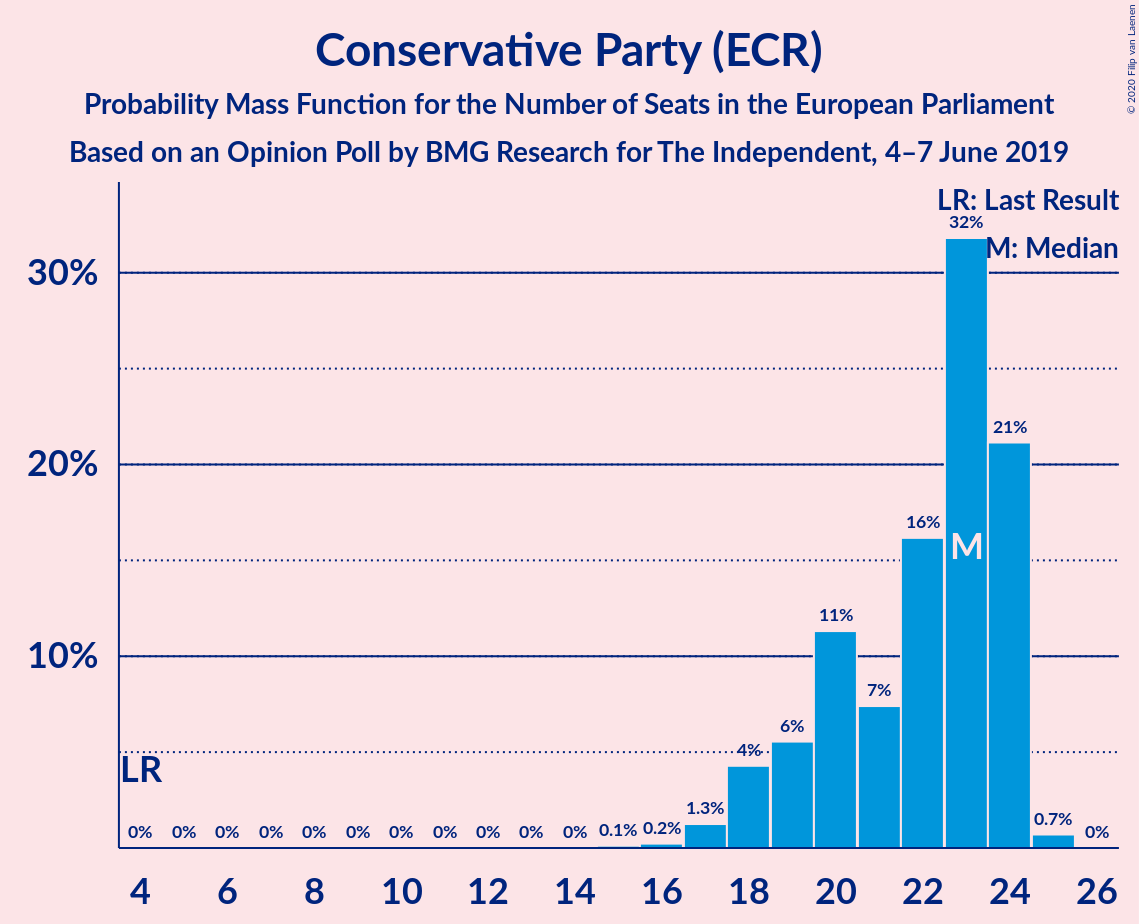 Conservative Party (ECR)
Probability Mass Function for the Number of Seats in the European Parliament
Based on an Opinion Poll by BMG Research for The Independent, 4–7 June 2019
© 2020 Filip van Laenen
LR: Last Result
M: Median
30%
20%
10%
LR
M
0% 0% 0% 0% 0% 0% 0% 0% 0% 0% 0% 0.1% 0.2% 1.3% 4% 6% 11% 7% 16% 32% 21% 0.7% 0%
4 6 8 10 12 14 16 18 20 22 24 26